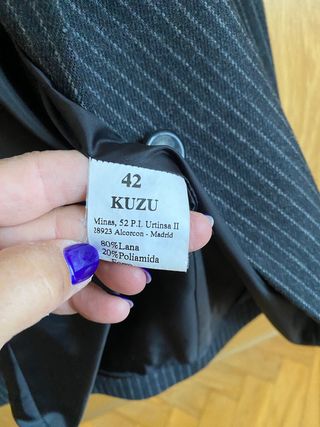 42
KUZU
Minas, 52 P.I. Urtinsa II
28923 Alcorcon - Madrid
80%Lana
20%Poliamida